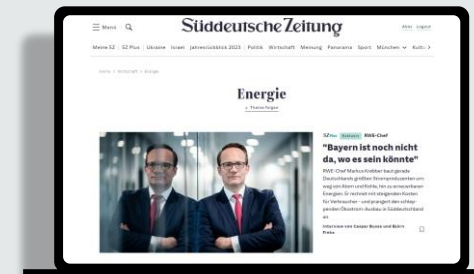 Menü
Süddeutsche Zeitung
Abo Logout
Meine SZ SZ Plus Ukraine Israel Jahresrückblick 2023 Politik Wirtschaft Meinung Panorama Sport München Kultu
Home > Wirtschaft > Energie
Energie
+ Thema folgen
SZ Plus Exklusiv RWE-Chef
"Bayern ist noch nicht
da, wo es sein könnte"
RWE-Chef Markus Krebber baut gerade
Deutschlands größten Stromproduzenten um:
weg von Atom und Kohle, hin zu erneuerbaren
Energien. Er rechnet mit steigenden Kosten
für Verbraucher – und prangert den schlep-
penden Ökostrom-Ausbau in Süddeutschland
an.
Interview von Caspar Busse und Björn
Finke